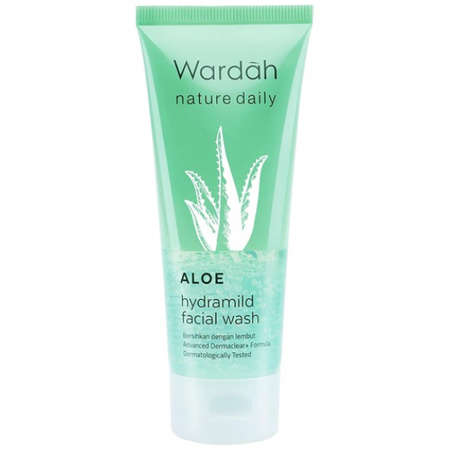 Wardah
nature daily
ALOE
hydramild
facial wash
Bersihkan dengan lembut
Advanced Dermaclear+ Formula
Dermatologically Tested